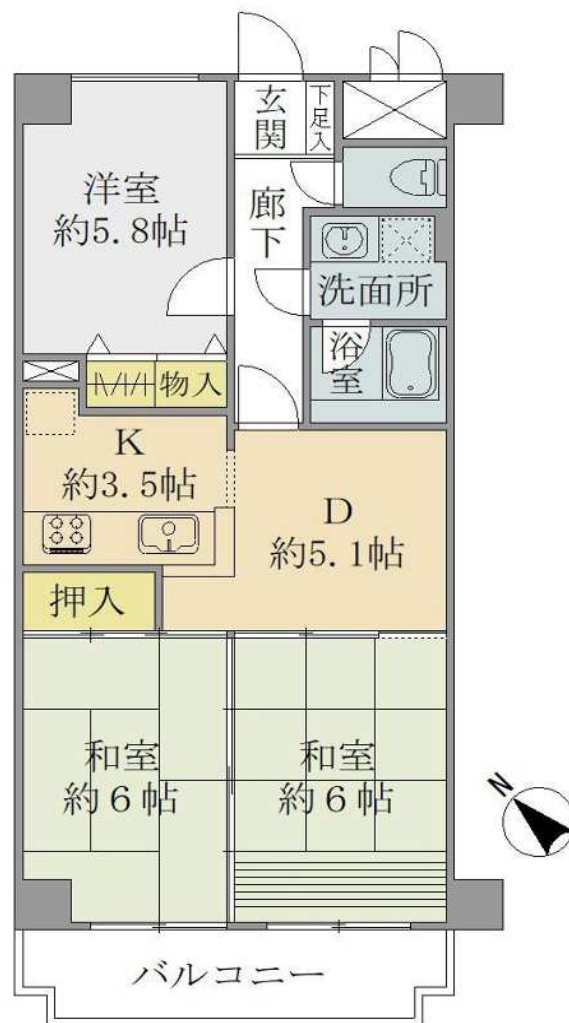 玄関
下足入
洋室
約5.8帖
廊下
洗面所
浴室
物入
K
約3.5帖
D
約5.1帖
押入
和室
約6帖
和室
約6帖
N
バルコニー